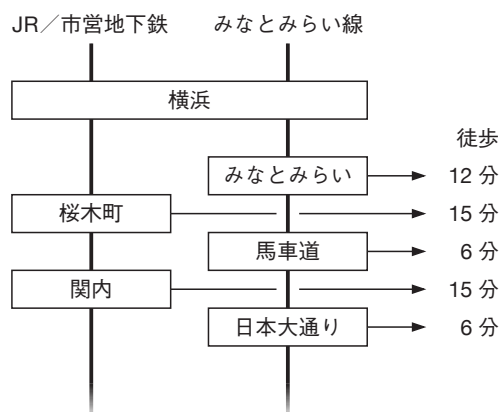 JR／市営地下鉄 みなとみらい線
横浜
徒歩
みなとみらい 12 分
桜木町 15 分
馬車道 6 分
関内 15 分
日本大通り 6 分